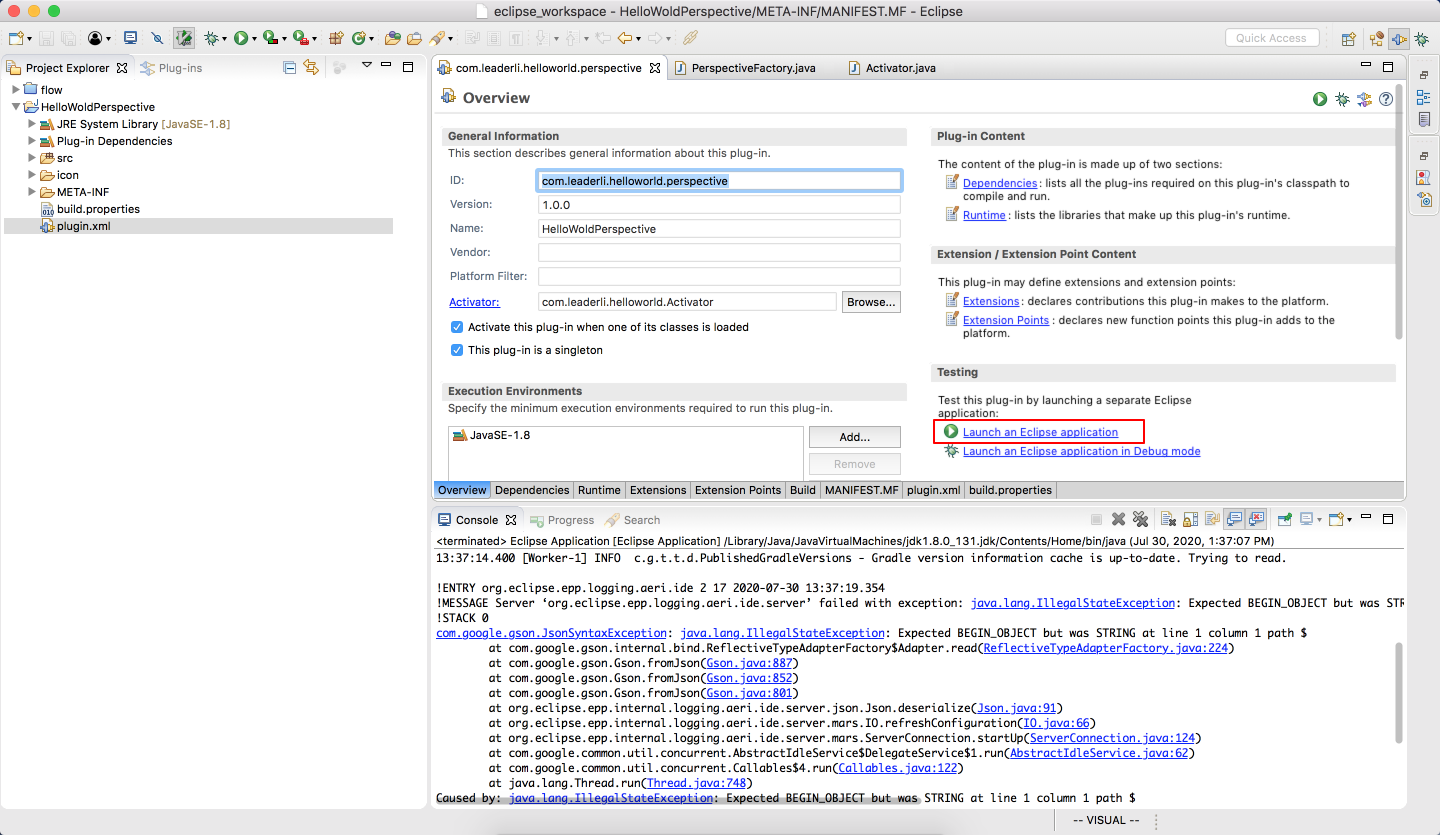 eclipse_workspace - HelloWoldPerspective/META-INF/MANIFEST.MF - Eclipse
Quick Access
Project Explorer
Plug-ins
flow
HelloWoldPerspective
JRE System Library [JavaSE-1.8]
Plug-in Dependencies
src
icon
META-INF
build.properties
plugin.xml
com.leaderli.helloworld.perspective
PerspectiveFactory.java
Activator.java
Overview
General Information
This section describes general information about this plug-in.
ID:
com.leaderli.helloworld.perspective
Version:
1.0.0
Name:
HelloWoldPerspective
Vendor:
Platform Filter:
Activator:
com.leaderli.helloworld.Activator
Browse...
Activate this plug-in when one of its classes is loaded
This plug-in is a singleton
Execution Environments
Specify the minimum execution environments required to run this plug-in.
JavaSE-1.8
Add...
Remove
Plug-in Content
The content of the plug-in is made up of two sections:
Dependencies: lists all the plug-ins required on this plug-in's classpath to
compile and run.
Runtime: lists the libraries that make up this plug-in's runtime.
Extension / Extension Point Content
This plug-in may define extensions and extension points:
Extensions: declares contributions this plug-in makes to the platform.
Extension Points: declares new function points this plug-in adds to the
platform.
Testing
Test this plug-in by launching a separate Eclipse
application:
Launch an Eclipse application
Launch an Eclipse application in Debug mode
Overview Dependencies Runtime Extensions Extension Points Build MANIFEST.MF plugin.xml build.properties
Console
Progress
Search
<terminated> Eclipse Application [Eclipse Application] /Library/Java/JavaVirtualMachines/jdk1.8.0_131.jdk/Contents/Home/bin/java (Jul 30, 2020, 1:37:07 PM)
13:37:14.400 [Worker-1] INFO  c.g.t.t.d.PublishedGradleVersions - Gradle version information cache is up-to-date. Trying to read.
!ENTRY org.eclipse.epp.logging.aeri.ide 2 17 2020-07-30 13:37:19.354
!MESSAGE Server ‘org.eclipse.epp.logging.aeri.ide.server’ failed with exception: java.lang.IllegalStateException: Expected BEGIN_OBJECT but was STR
!STACK 0
com.google.gson.JsonSyntaxException: java.lang.IllegalStateException: Expected BEGIN_OBJECT but was STRING at line 1 column 1 path $
at com.google.gson.internal.bind.ReflectiveTypeAdapterFactory$Adapter.read(ReflectiveTypeAdapterFactory.java:224)
at com.google.gson.Gson.fromJson(Gson.java:887)
at com.google.gson.Gson.fromJson(Gson.java:852)
at com.google.gson.Gson.fromJson(Gson.java:801)
at org.eclipse.epp.internal.logging.aeri.ide.server.json.Json.deserialize(Json.java:91)
at org.eclipse.epp.internal.logging.aeri.ide.server.mars.IO.refreshConfiguration(IO.java:66)
at org.eclipse.epp.internal.logging.aeri.ide.server.mars.ServerConnection.startUp(ServerConnection.java:124)
at com.google.common.util.concurrent.AbstractIdleService$DelegateService$1.run(AbstractIdleService.java:62)
at com.google.common.util.concurrent.Callables$4.run(Callables.java:122)
at java.lang.Thread.run(Thread.java:748)
Caused by: java.lang.IllegalStateException: Expected BEGIN_OBJECT but was STRING at line 1 column 1 path $
-- VISUAL --